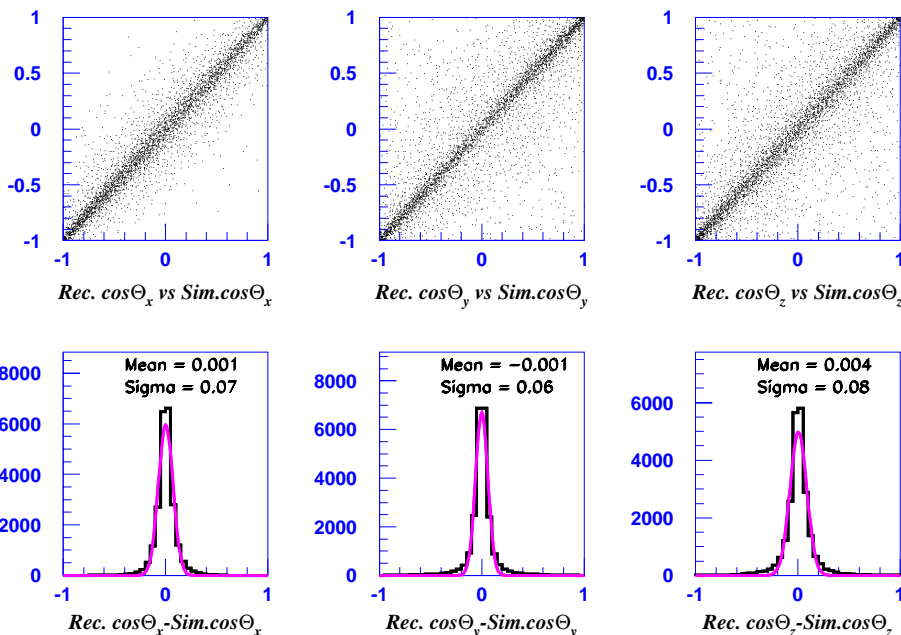 1
0.5
0
-0.5
-1
-1 0 1
Rec. cosΘx vs Sim.cosΘx
1
0.5
0
-0.5
-1
-1 0 1
Rec. cosΘy vs Sim.cosΘy
1
0.5
0
-0.5
-1
-1 0 1
Rec. cosΘz vs Sim.cosΘz
Mean = 0.001
Sigma = 0.07
8000
6000
4000
2000
0
-1 0 1
Rec. cosΘx-Sim.cosΘx
Mean = -0.001
Sigma = 0.06
8000
6000
4000
2000
0
-1 0 1
Rec. cosΘy-Sim.cosΘy
Mean = 0.004
Sigma = 0.08
6000
4000
2000
0
-1 0 1
Rec. cosΘz-Sim.cosΘz